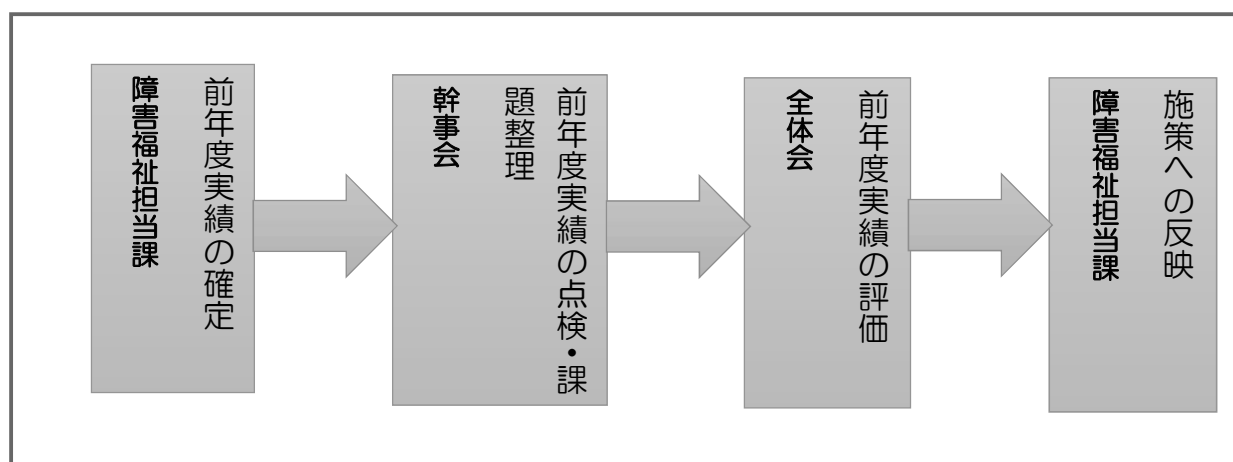 前年度実績の確定
障害福祉担当課
前年度実績の点検・課
題整理
幹事会
前年度実績の評価
全体会
施策への反映
障害福祉担当課